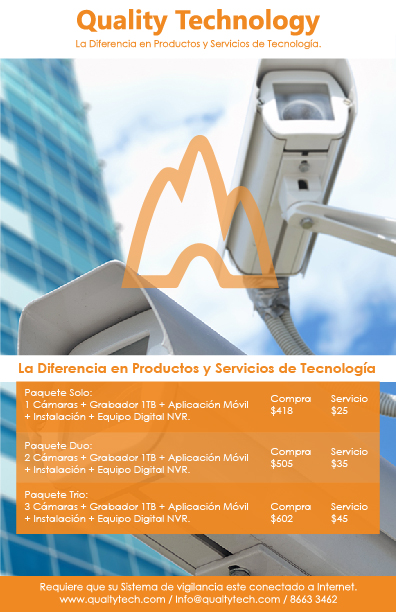 Quality Technology
La Diferencia en Productos y Servicios de Tecnología.
La Diferencia en Productos y Servicios de Tecnología
Paquete Solo:
1 Cámaras + Grabador 1TB + Aplicación Móvil
+ Instalación + Equipo Digital NVR.
Compra
$418
Servicio
$25
Paquete Duo:
2 Cámaras + Grabador 1TB + Aplicación Móvil
+ Instalación + Equipo Digital NVR.
Compra
$505
Servicio
$35
Paquete Trio:
3 Cámaras + Grabador 1TB + Aplicación Móvil
+ Instalación + Equipo Digital NVR.
Compra
$602
Servicio
$45
Requiere que su Sistema de vigilancia este conectado a Internet.
www.qualtytech.com / Info@qualtytech.com / 8663 3462